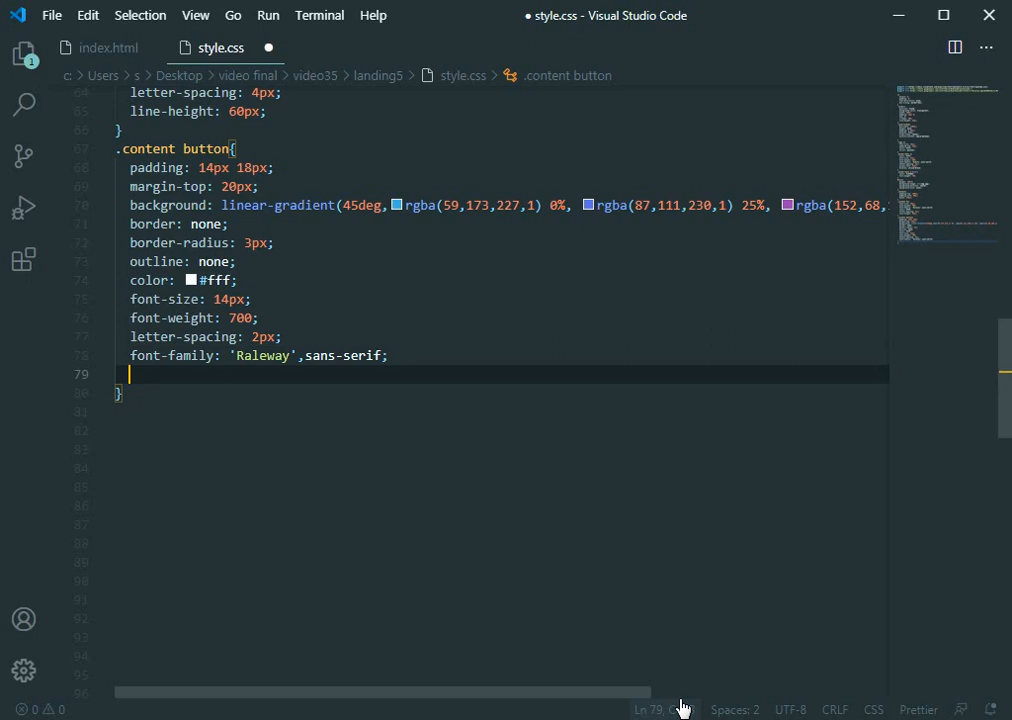 File Edit Selection View Go Run Terminal Help ● style.css - Visual Studio Code
index.html style.css
c: > Users > s > Desktop > video final > video35 > landing5 > style.css > .content button
64 letter-spacing: 4px;
65 line-height: 60px;
66 }
67 .content button{
68 padding: 14px 18px;
69 margin-top: 20px;
70 background: linear-gradient(45deg,rgba(59,173,227,1) 0%, rgba(87,111,230,1) 25%, rgba(152,68,
71 border: none;
72 border-radius: 3px;
73 outline: none;
74 color: #fff;
75 font-size: 14px;
76 font-weight: 700;
77 letter-spacing: 2px;
78 font-family: 'Raleway',sans-serif;
79
80 }
81
82
83
84
85
86
87
88
89
90
91
92
93
94
95
96
1
0 0 Ln 79, Spaces: 2 UTF-8 CRLF CSS Prettier